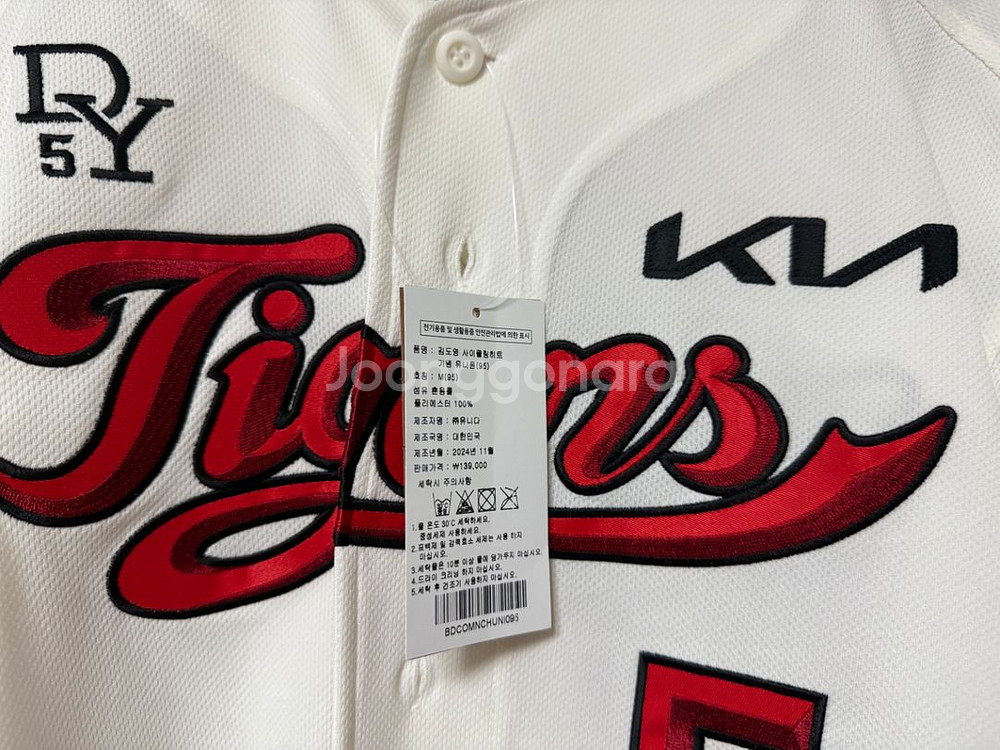 DY
5
KIA
Tigers
Joonggonara
전기용품 및 생활용품 안전관리법에 의한 표시
품명 : 김도영 사이클링히트
기념 유니폼(95)
호칭 : M(95)
섬유 혼용률
폴리에스터 100%
제조자명 : ㈜유니다
제조국명 : 대한민국
제조년월 : 2024년 11월
판매가격 : ₩139,000
세탁시 주의사항
1.물 온도 30℃ 세탁하세요.
중성세제 사용하세요.
2.표백제 및 강력효소 세제는 사용 하지
마십시오.
3.세탁물은 10분 이상 물에 담가두지 마십시오.
4.드라이 크리닝 하지 마십시오.
5.세탁 후 건조기 사용하지 마십시오.
BDCOMNCHUNI095
5